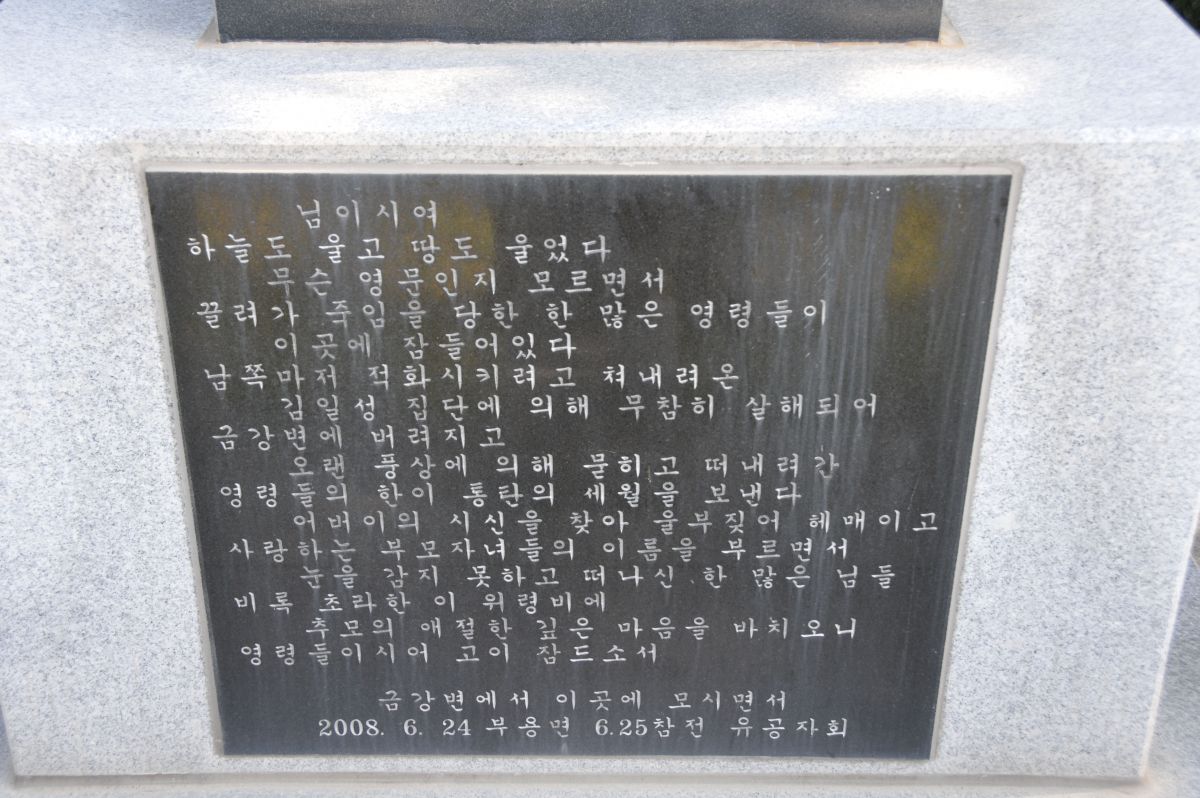 님이시여
하늘도 울고 땅도 울었다
무슨 영문인지 모르면서
끌려가 주임을 당한 한 많은 영령들이
이곳에 잠들어있다
남쪽마저 적화시키려고 쳐내려온
김일성 집단에 의해 무참히 살해되어
금강변에 버려지고
오랜 풍상에 의해 묻히고 떠내려간
영령들의 한이 통탄의 세월을 보낸다
어버이의 시신을 찾아 울부짖어 헤매이고
사랑하는 부모자녀들의 이름을 부르면서
눈을 감지 못하고 떠나신 한 많은 님들
비록 초라한 이 위령비에
추모의 애절한 깊은 마음을 바치오니
영령들이시어 고이 잠드소서
금강변에서 이곳에 모시면서
2008. 6. 24 부용면 6.25참전 유공자회